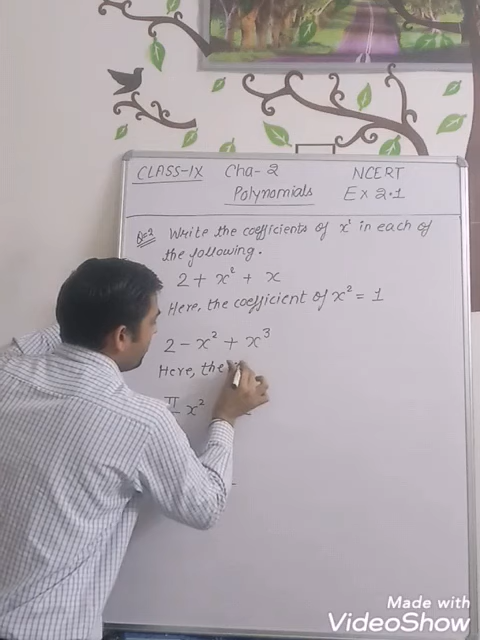 CLASS-IX Cha-2 NCERT
Polynomials Ex 2.1
Q=2 Write the coefficients of x² in each of
the following.
2 + x² + x
Here, the coefficient of x² = 1
2 - x² + x³
Here, the
π x²
Made with
VideoShow